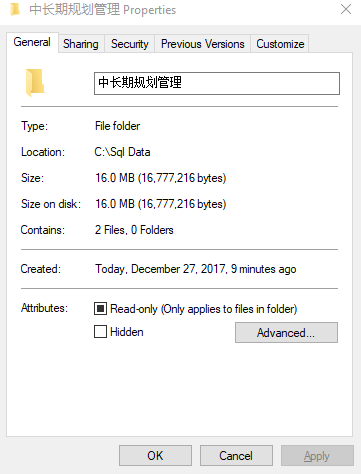 中长期规划管理 Properties
General Sharing Security Previous Versions Customize
中长期规划管理
Type: File folder
Location: C:\Sql Data
Size: 16.0 MB (16,777,216 bytes)
Size on disk: 16.0 MB (16,777,216 bytes)
Contains: 2 Files, 0 Folders
Created: Today, December 27, 2017, 9 minutes ago
Attributes: Read-only (Only applies to files in folder)
Hidden Advanced...
OK Cancel Apply